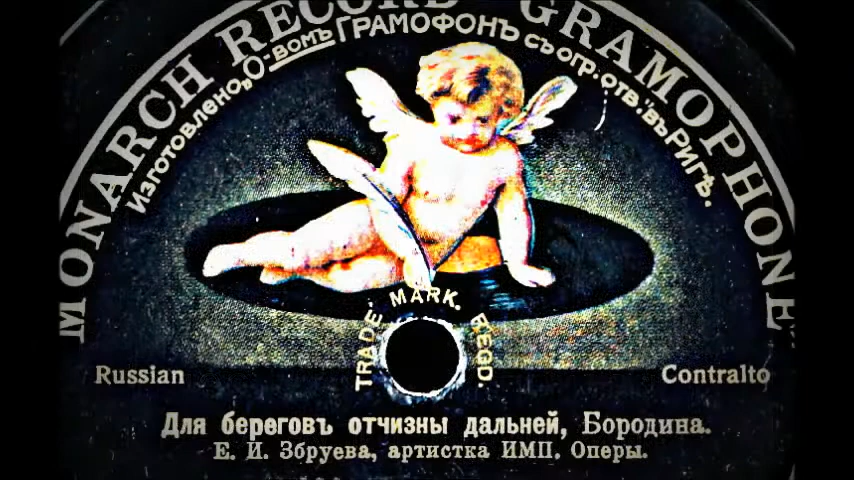 MONARCH RECORD "GRAMOPHONE"
Изготовлено „О-вомъ ГРАМОФОНЪ съ огр. отв." въ Ригѣ.
TRADE MARK. REGD.
Russian
Contralto
Для береговъ отчизны дальней, Бородина.
Е. И. Збруева, артистка ИМП. Оперы.